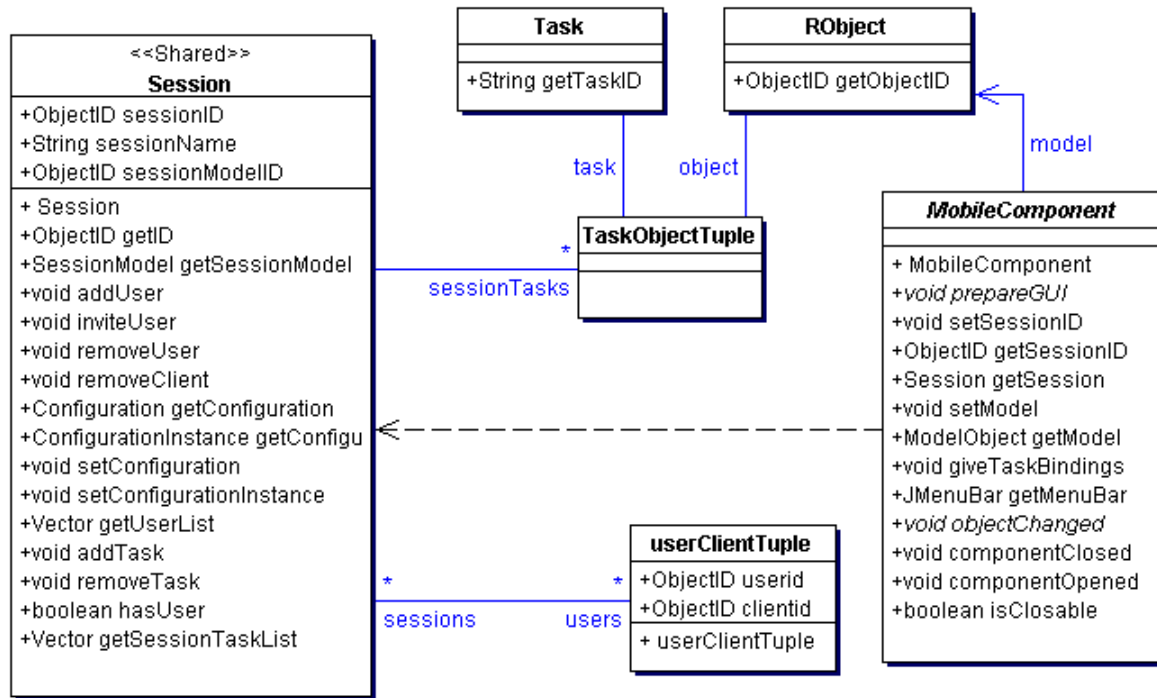 <<Shared>>
Session
+ObjectID sessionID
+String sessionName
+ObjectID sessionModelID
+ Session
+ObjectID getID
+SessionModel getSessionModel
+void addUser
+void inviteUser
+void removeUser
+void removeClient
+Configuration getConfiguration
+ConfigurationInstance getConfigu
+void setConfiguration
+void setConfigurationInstance
+Vector getUserList
+void addTask
+void removeTask
+boolean hasUser
+Vector getSessionTaskList
Task
+String getTaskID
RObject
+ObjectID getObjectID
task
object
model
TaskObjectTuple
*
sessionTasks
MobileComponent
+ MobileComponent
+void prepareGUI
+void setSessionID
+ObjectID getSessionID
+Session getSession
+void setModel
+ModelObject getModel
+void giveTaskBindings
+JMenuBar getMenuBar
+void objectChanged
+void componentClosed
+void componentOpened
+boolean isClosable
userClientTuple
+ObjectID userid
+ObjectID clientid
+ userClientTuple
* *
sessions users